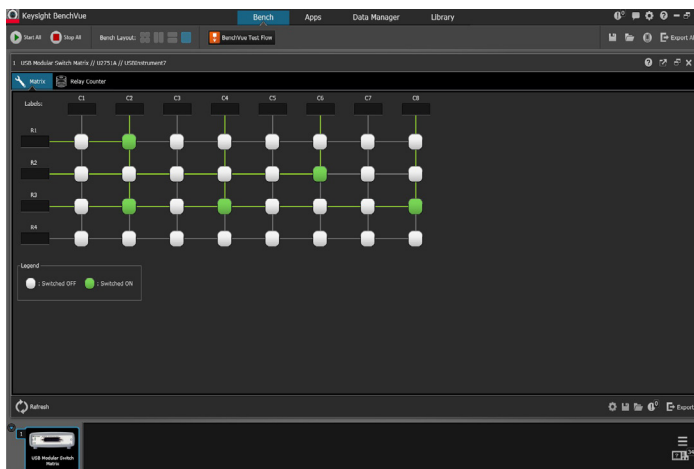 Keysight BenchVue
Bench Apps Data Manager Library
Start All Stop All Bench Layout: BenchVue Test Flow Export All
1 USB Modular Switch Matrix // U2751A // USBInstrument7
Matrix Relay Counter
Labels: C1 C2 C3 C4 C5 C6 C7 C8
R1
R2
R3
R4
Legend
: Switched OFF : Switched ON
Refresh Export
1
USB Modular Switch
Matrix